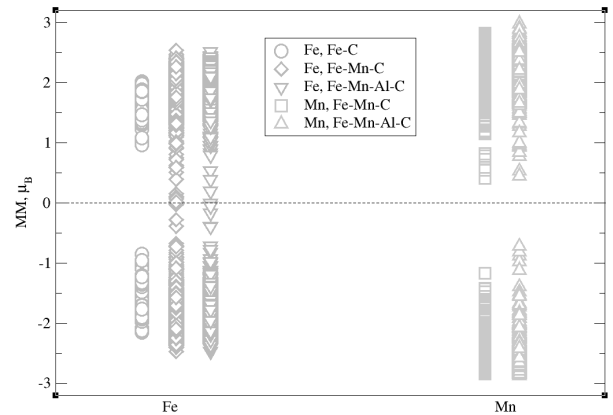 3
2
1
0
-1
-2
-3
MM, μB
Fe, Fe-C
Fe, Fe-Mn-C
Fe, Fe-Mn-Al-C
Mn, Fe-Mn-C
Mn, Fe-Mn-Al-C
Fe
Mn